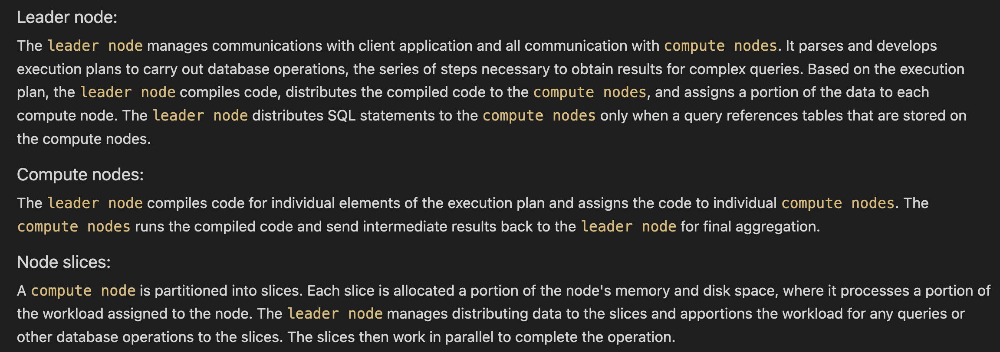 Leader node:
The leader node manages communications with client application and all communication with compute nodes. It parses and develops
execution plans to carry out database operations, the series of steps necessary to obtain results for complex queries. Based on the execution
plan, the leader node compiles code, distributes the compiled code to the compute nodes, and assigns a portion of the data to each
compute node. The leader node distributes SQL statements to the compute nodes only when a query references tables that are stored on
the compute nodes.
Compute nodes:
The leader node compiles code for individual elements of the execution plan and assigns the code to individual compute nodes. The
compute nodes runs the compiled code and send intermediate results back to the leader node for final aggregation.
Node slices:
A compute node is partitioned into slices. Each slice is allocated a portion of the node's memory and disk space, where it processes a portion of
the workload assigned to the node. The leader node manages distributing data to the slices and apportions the workload for any queries or
other database operations to the slices. The slices then work in parallel to complete the operation.